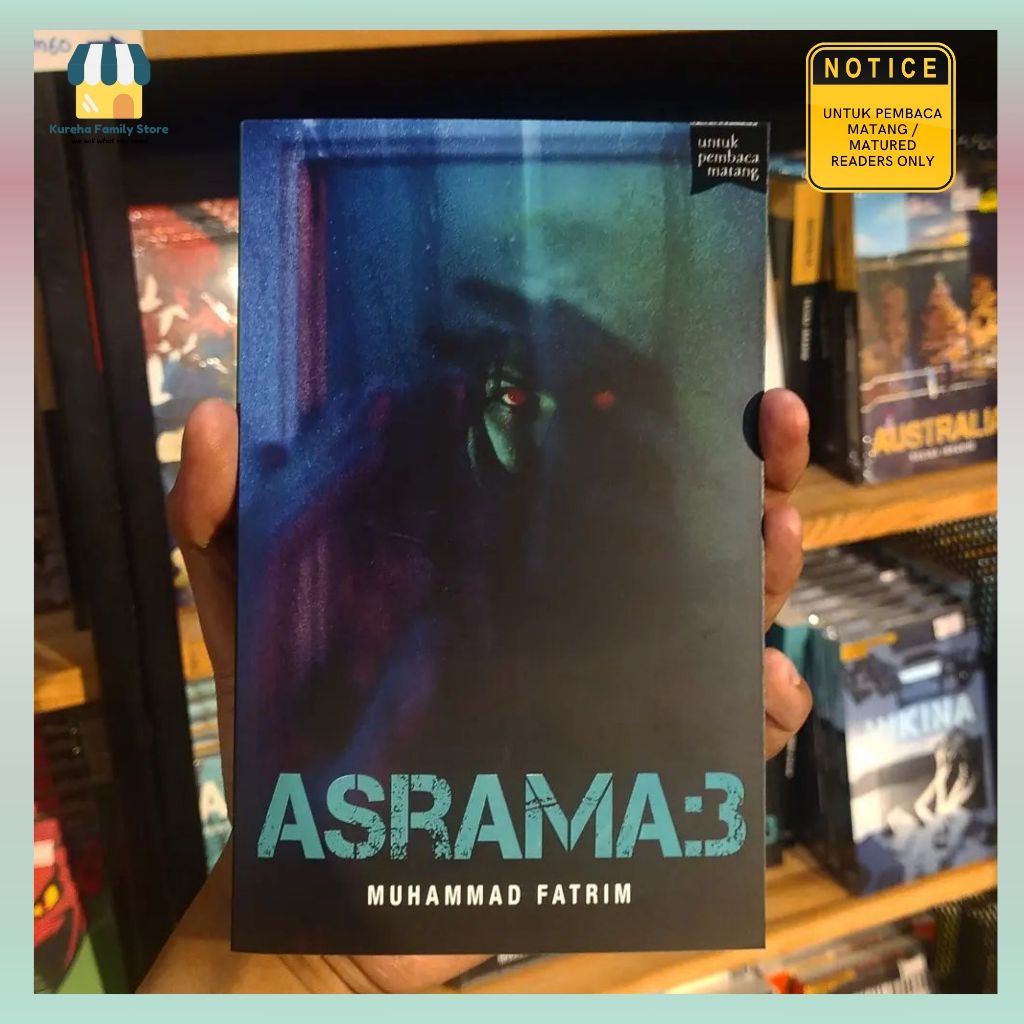 Kureha Family Store
NOTICE
UNTUK PEMBACA
MATANG /
MATURED
READERS ONLY
untuk
pembaca
matang
AUSTRALIA
ASRAMA:3
MUHAMMAD FATRIM